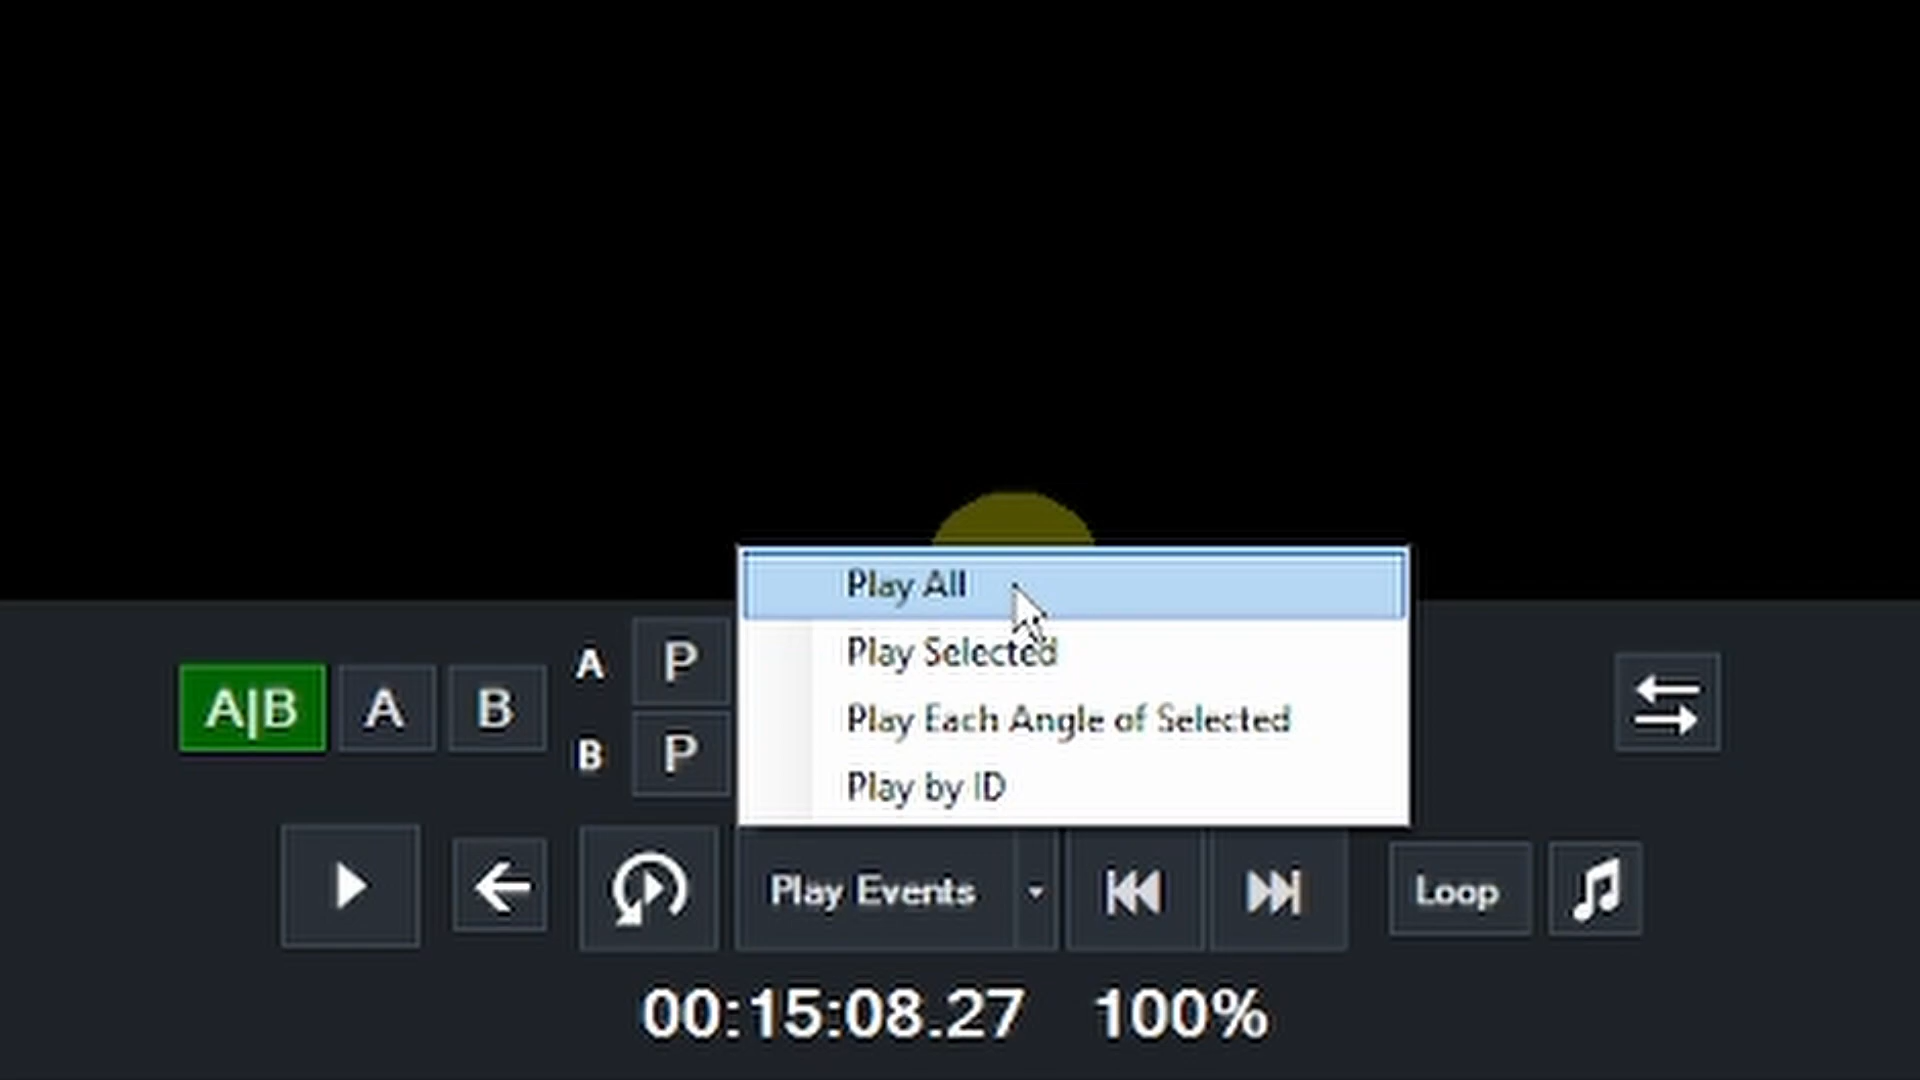 Play All
Play Selected
Play Each Angle of Selected
Play by ID
A|B A B
A P
B P
Play Events
Loop
00:15:08.27 100%